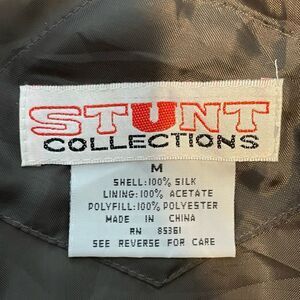 STUNT
COLLECTIONS
M
SHELL:100% SILK
LINING:100% ACETATE
POLYFILL:100% POLYESTER
MADE IN CHINA
RN 85361
SEE REVERSE FOR CARE